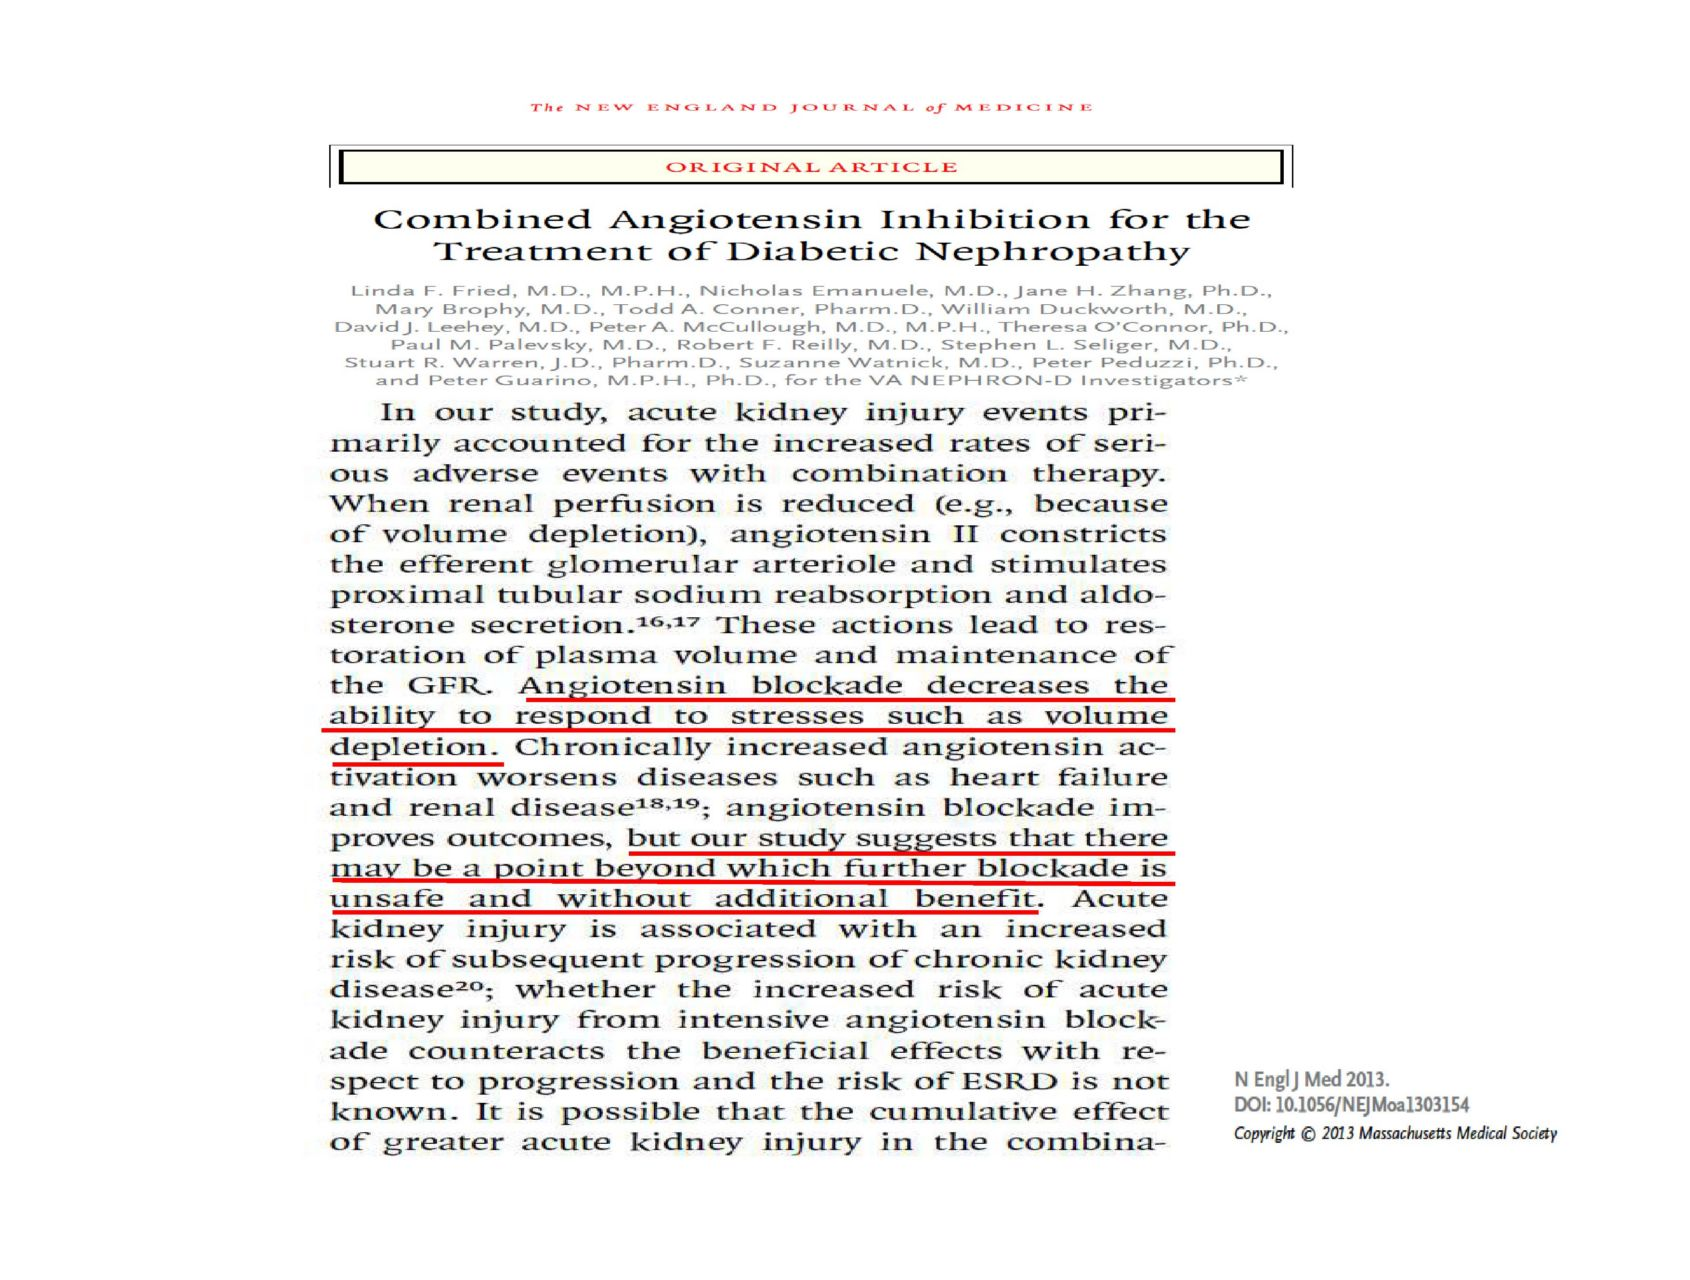 The NEW ENGLAND JOURNAL of MEDICINE
ORIGINAL ARTICLE
Combined Angiotensin Inhibition for the
Treatment of Diabetic Nephropathy
Linda F. Fried, M.D., M.P.H., Nicholas Emanuele, M.D., Jane H. Zhang, Ph.D.,
Mary Brophy, M.D., Todd A. Conner, Pharm.D., William Duckworth, M.D.,
David J. Leehey, M.D., Peter A. McCullough, M.D., M.P.H., Theresa O'Connor, Ph.D.,
Paul M. Palevsky, M.D., Robert F. Reilly, M.D., Stephen L. Seliger, M.D.,
Stuart R. Warren, J.D., Pharm.D., Suzanne Watnick, M.D., Peter Peduzzi, Ph.D.,
and Peter Guarino, M.P.H., Ph.D., for the VA NEPHRON-D Investigators*
In our study, acute kidney injury events pri-
marily accounted for the increased rates of seri-
ous adverse events with combination therapy.
When renal perfusion is reduced (e.g., because
of volume depletion), angiotensin II constricts
the efferent glomerular arteriole and stimulates
proximal tubular sodium reabsorption and aldo-
sterone secretion.16,17 These actions lead to res-
toration of plasma volume and maintenance of
the GFR. Angiotensin blockade decreases the
ability to respond to stresses such as volume
depletion. Chronically increased angiotensin ac-
tivation worsens diseases such as heart failure
and renal disease18,19; angiotensin blockade im-
proves outcomes, but our study suggests that there
may be a point beyond which further blockade is
unsafe and without additional benefit. Acute
kidney injury is associated with an increased
risk of subsequent progression of chronic kidney
disease20; whether the increased risk of acute
kidney injury from intensive angiotensin block-
ade counteracts the beneficial effects with re-
spect to progression and the risk of ESRD is not
known. It is possible that the cumulative effect
of greater acute kidney injury in the combina-
N Engl J Med 2013.
DOI: 10.1056/NEJMoa1303154
Copyright © 2013 Massachusetts Medical Society